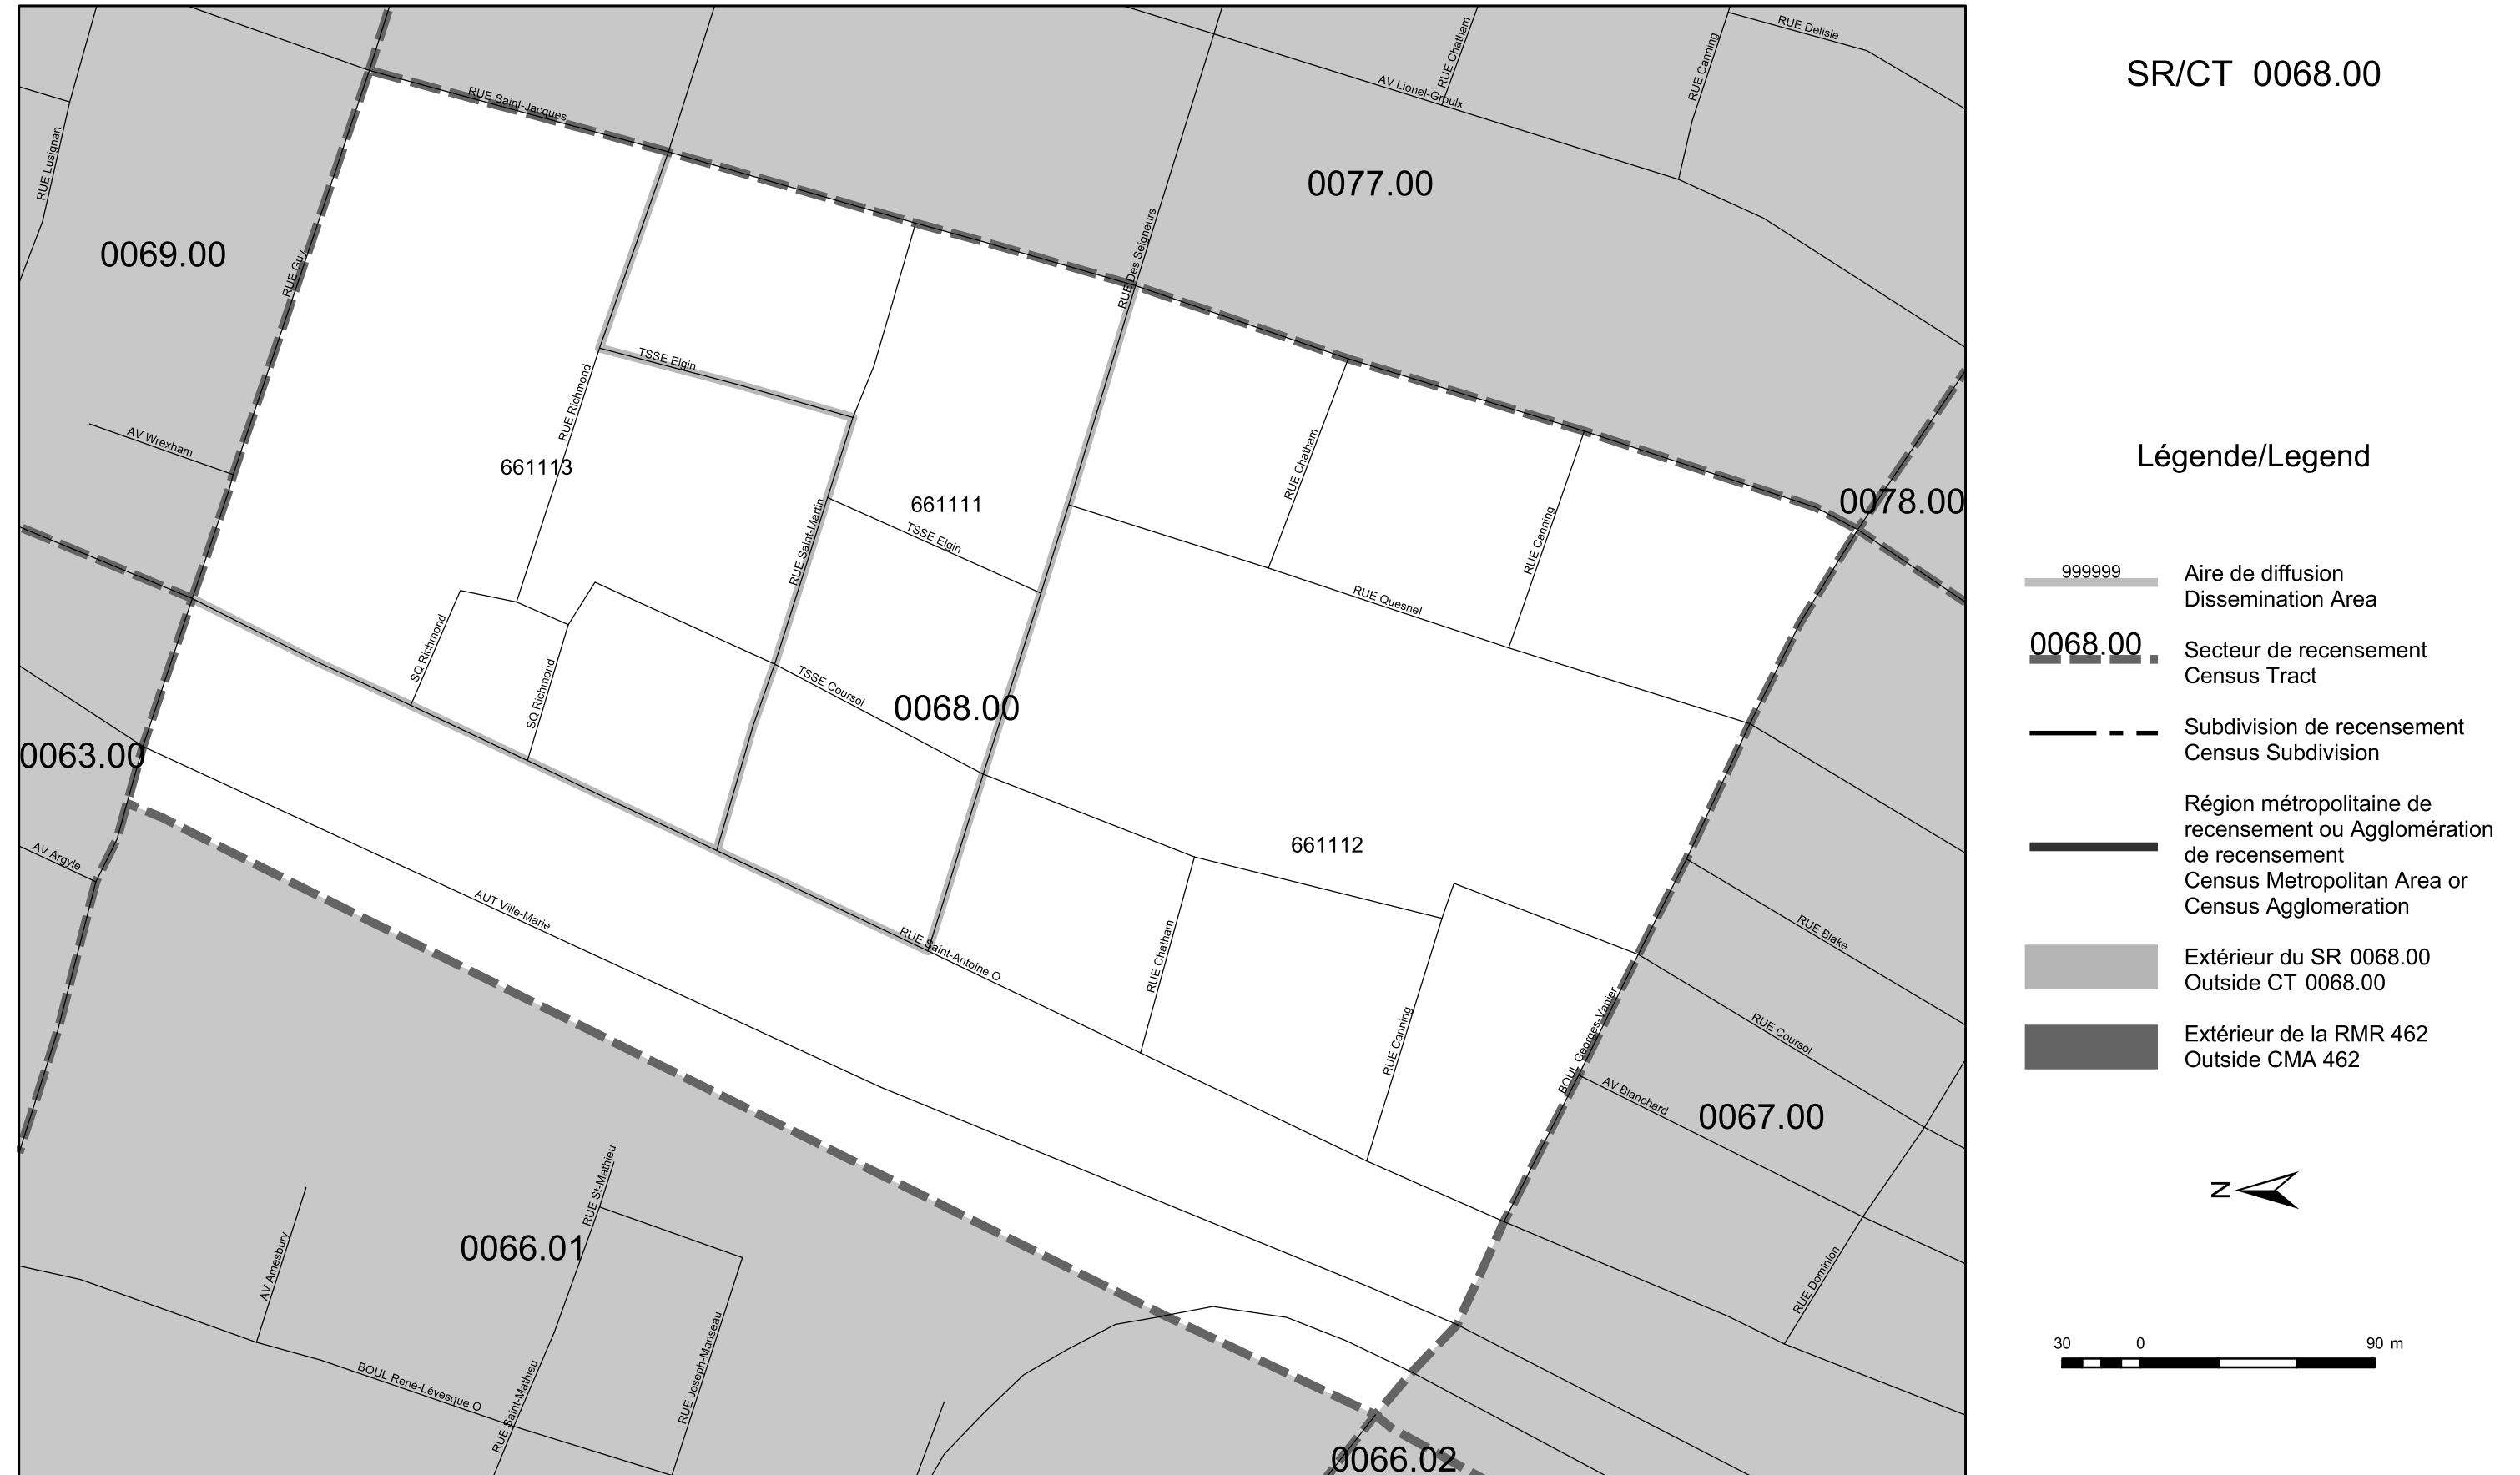 SR/CT 0068.00
RUE Lusignan
RUE Saint-Jacques
AV Lionel-Groulx
RUE Chatham
RUE Canning
RUE Delisle
0077.00
0069.00
RUE Guy
RUE Des Seigneurs
TSSE Elgin
RUE Richmond
AV Wrexham
661113
661111
RUE Saint-Martin
TSSE Elgin
RUE Chatham
RUE Canning
RUE Quesnel
0078.00
SQ Richmond
SQ Richmond
TSSE Coursol
0068.00
0063.00
AV Argyle
AUT Ville-Marie
RUE Saint-Antoine O
661112
RUE Chatham
RUE Canning
BOUL Georges-Vanier
RUE Blake
RUE Coursol
AV Blanchard
0067.00
RUE Dominion
0066.01
AV Amesbury
RUE St-Mathieu
BOUL René-Lévesque O
RUE Saint-Mathieu
RUE Joseph-Manseau
0066.02
Légende/Legend
999999
Aire de diffusion
Dissemination Area
0068.00
Secteur de recensement
Census Tract
Subdivision de recensement
Census Subdivision
Région métropolitaine de
recensement ou Agglomération
de recensement
Census Metropolitan Area or
Census Agglomeration
Extérieur du SR 0068.00
Outside CT 0068.00
Extérieur de la RMR 462
Outside CMA 462
N
30 0 90 m